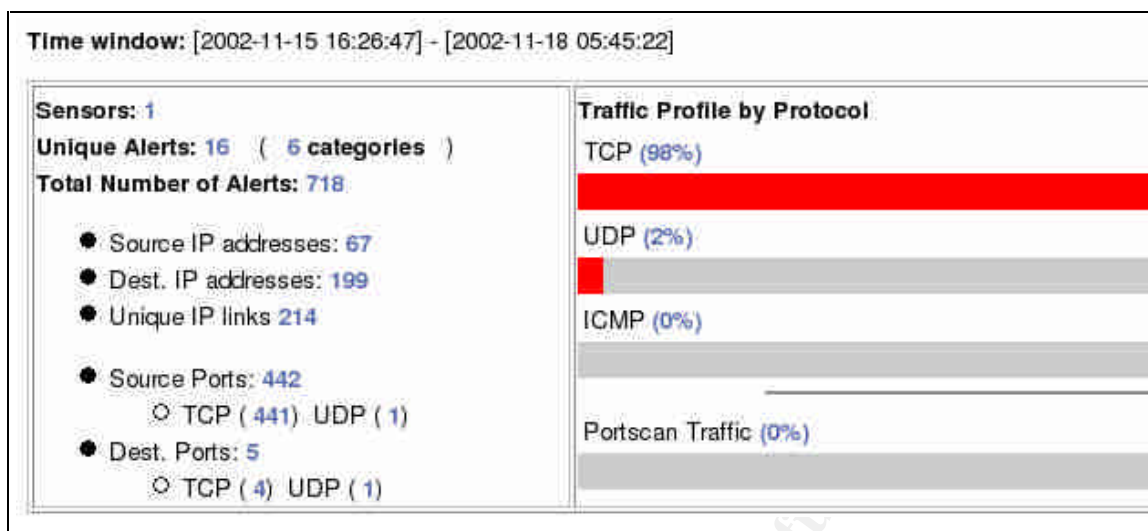 Time window: [2002-11-15 16:26:47] - [2002-11-18 05:45:22]
Sensors: 1
Unique Alerts: 16 ( 6 categories )
Total Number of Alerts: 718
Source IP addresses: 67
Dest. IP addresses: 199
Unique IP links 214
Source Ports: 442
TCP ( 441) UDP ( 1)
Dest. Ports: 5
TCP ( 4) UDP ( 1)
Traffic Profile by Protocol
TCP (98%)
UDP (2%)
ICMP (0%)
Portscan Traffic (0%)